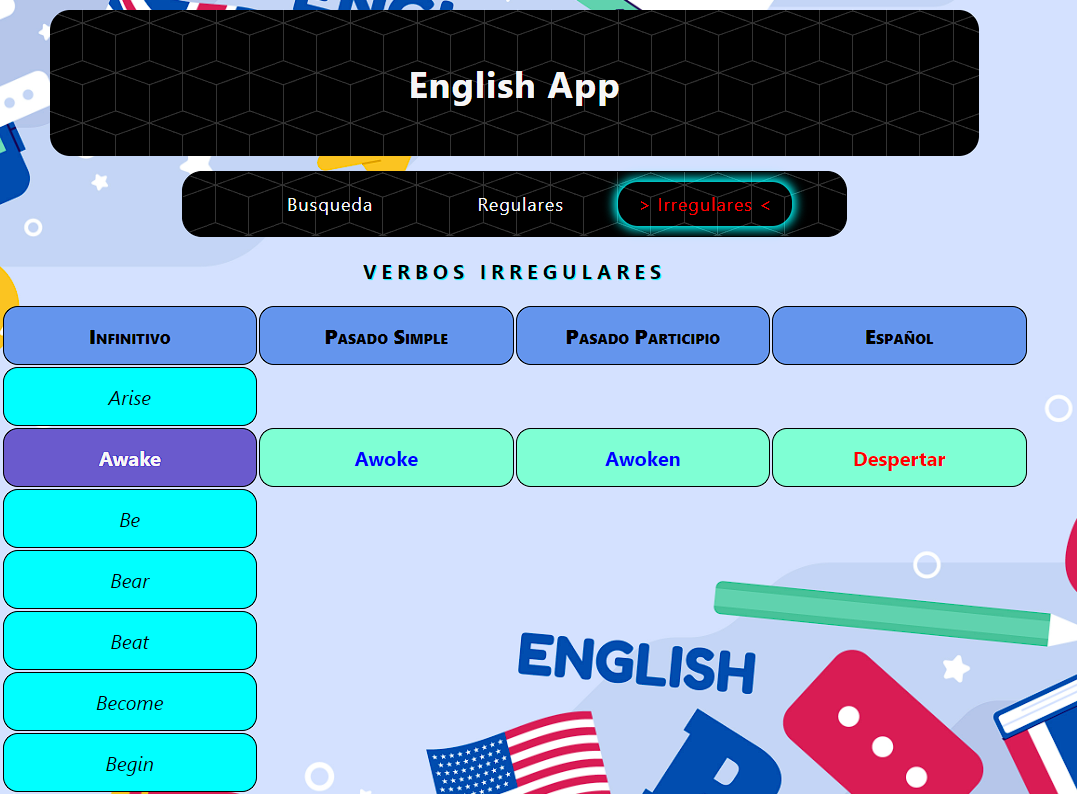 ENGLISH
English App
Busqueda Regulares > Irregulares <
VERBOS IRREGULARES
Infinitivo Pasado Simple Pasado Participio Español
Arise
Awake Awoke Awoken Despertar
Be
Bear
Beat
Become
Begin
ENGLISH